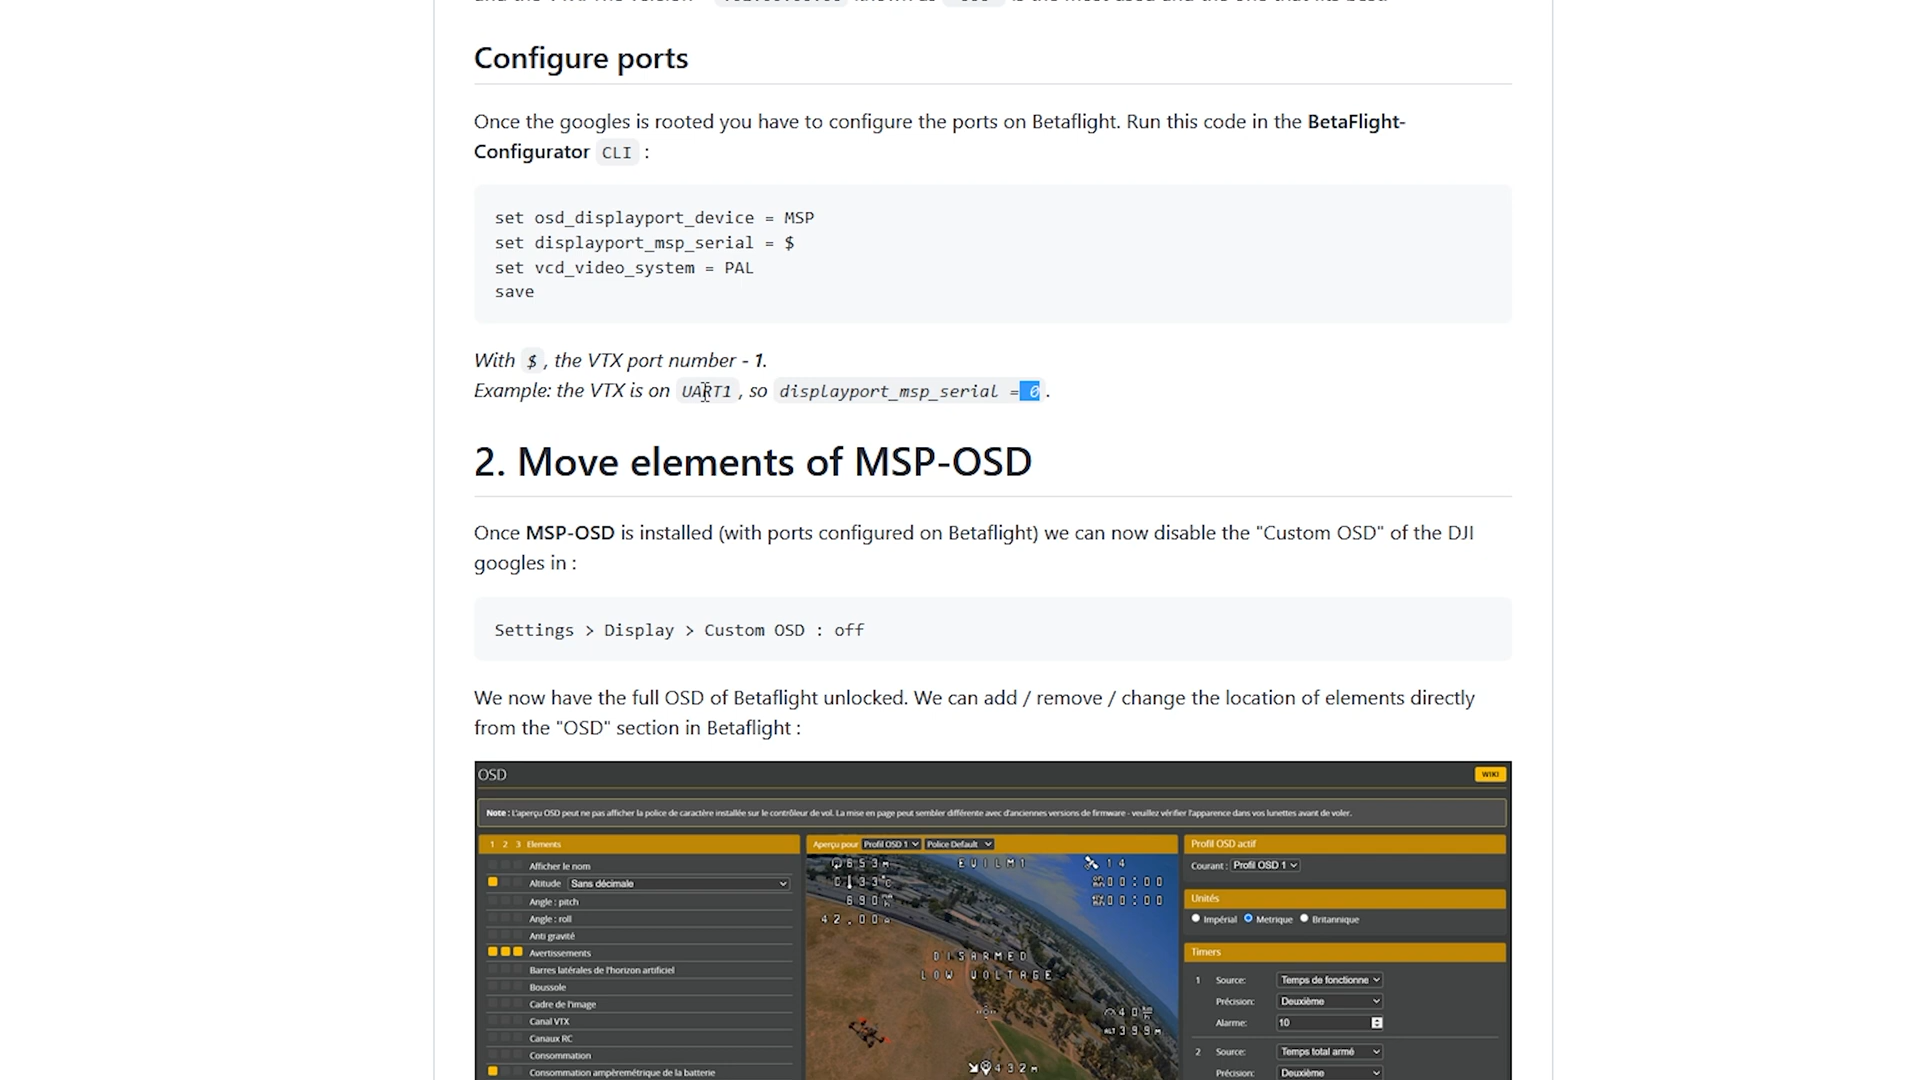 Configure ports
Once the googles is rooted you have to configure the ports on Betaflight. Run this code in the BetaFlight-
Configurator CLI :
set osd_displayport_device = MSP
set displayport_msp_serial = $
set vcd_video_system = PAL
save
With $ , the VTX port number - 1.
Example: the VTX is on UART1 , so displayport_msp_serial = 0 .
2. Move elements of MSP-OSD
Once MSP-OSD is installed (with ports configured on Betaflight) we can now disable the "Custom OSD" of the DJI
googles in :
Settings > Display > Custom OSD : off
We now have the full OSD of Betaflight unlocked. We can add / remove / change the location of elements directly
from the "OSD" section in Betaflight :
OSD
WIKI
Note : L'aperçu OSD peut ne pas afficher la police de caractère installée sur le contrôleur de vol. La mise en page peut sembler différente avec d'anciennes versions de firmware - veuillez vérifier l'apparence dans vos lunettes avant de voler.
1 2 3 Elements
Afficher le nom
Altitude Sans décimale
Angle : pitch
Angle : roll
Anti gravité
Avertissements
Barres latérales de l'horizon artificiel
Boussole
Cadre de l'image
Canal VTX
Canaux RC
Consommation
Consommation ampèremétrique de la batterie
Aperçu pour Profil OSD 1 Police Default
EVILM1
14
00:00
00:00
42.00
DISARMED
LOW VOLTAGE
ALT 399m
432m
Profil OSD actif
Courant : Profil OSD 1
Unités
Impérial Metrique Britannique
Timers
1 Source: Temps de fonctionne
Précision: Deuxième
Alarme: 10
2 Source: Temps total armé
Précision: Deuxième